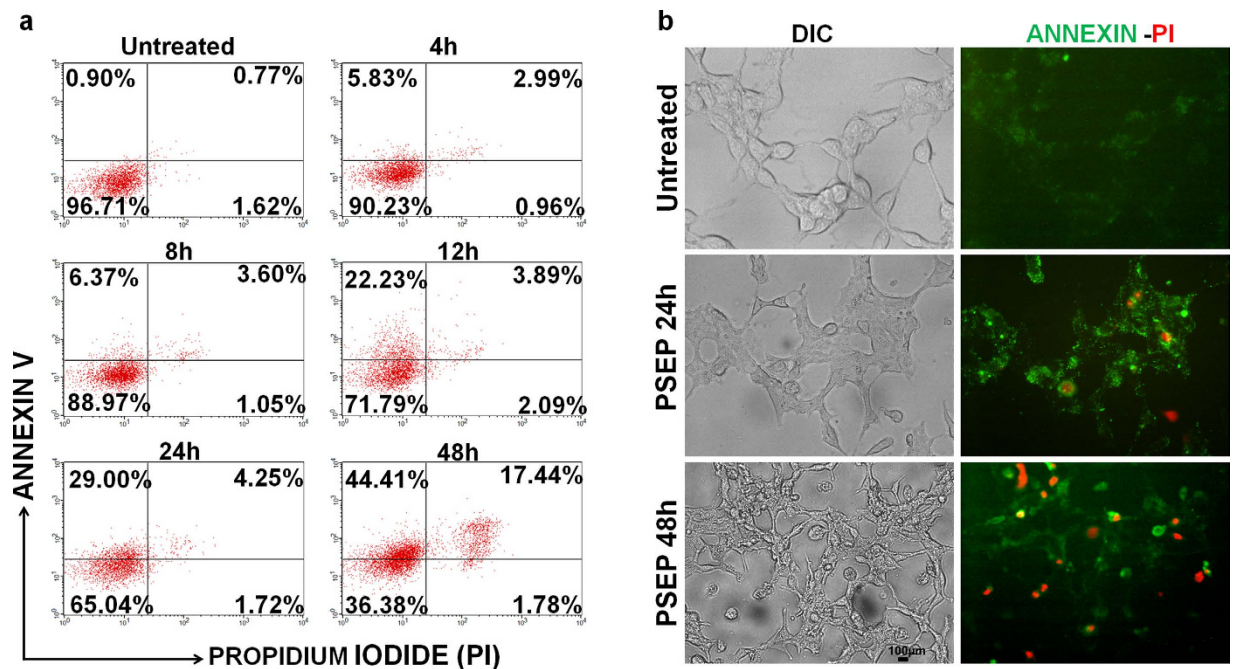 a
Untreated
4h
0.90%
0.77%
5.83%
2.99%
96.71%
1.62%
90.23%
0.96%
8h
12h
6.37%
3.60%
22.23%
3.89%
88.97%
1.05%
71.79%
2.09%
24h
48h
29.00%
4.25%
44.41%
17.44%
65.04%
1.72%
36.38%
1.78%
ANNEXIN V
PROPIDIUM IODIDE (PI)
b
DIC
ANNEXIN -PI
Untreated
PSEP 24h
PSEP 48h
100µm